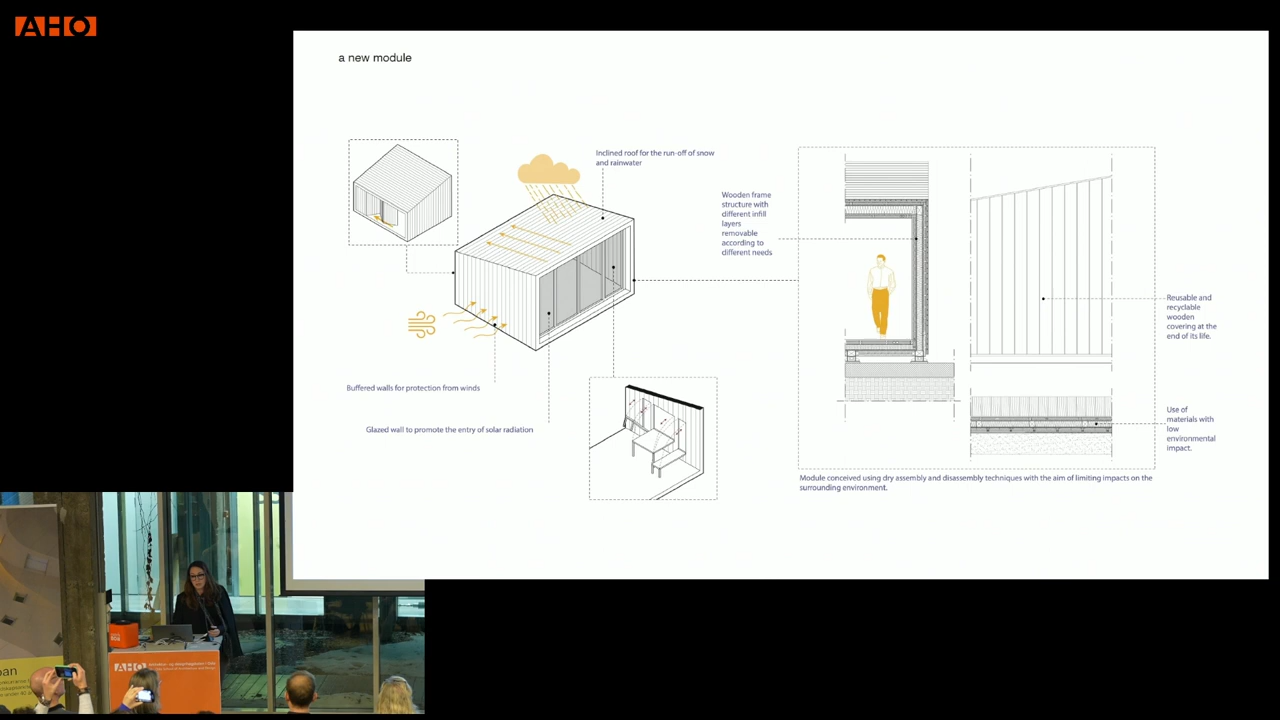 AHO
a new module
Inclined roof for the run-off of snow
and rainwater
Wooden frame
structure with
different infill
layers
removable
according to
different needs
Reusable and
recyclable
wooden
covering at the
end of its life.
Buffered walls for protection from winds
Glazed wall to promote the entry of solar radiation
Use of
materials with
low
environmental
impact.
Module conceived using dry assembly and disassembly techniques with the aim of limiting impacts on the
surrounding environment.
AHO